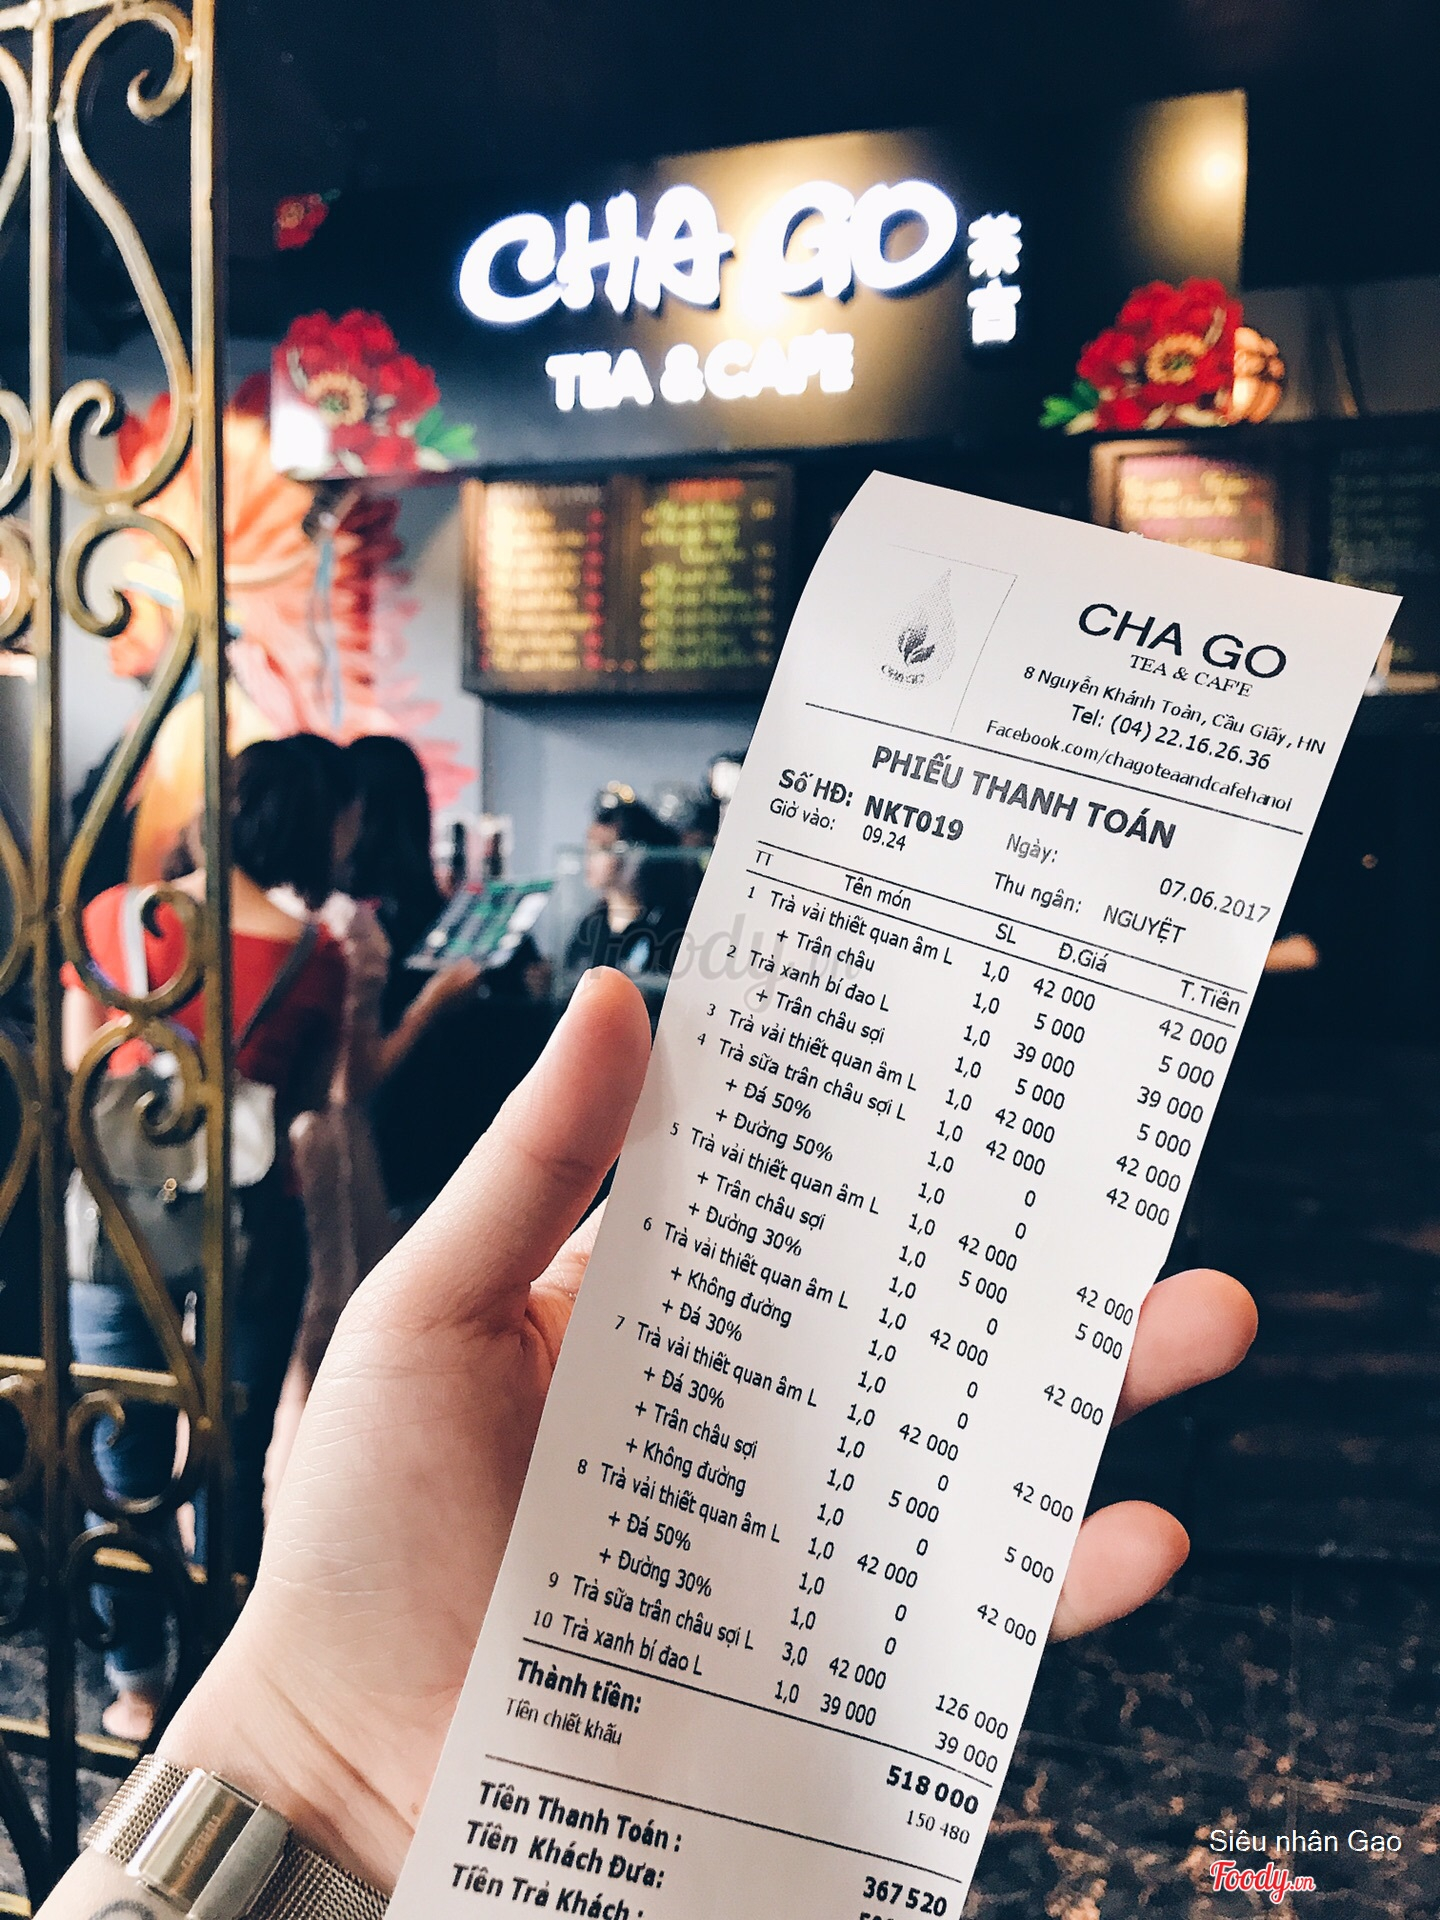 CHA GO 茶吉
TEA & CAF'E
CHA GO
CHA GO
TEA & CAF'E
8 Nguyễn Khánh Toàn, Cầu Giấy, HN
Tel: (04) 22.16.26.36
Facebook.com/chagoteaandcafehanoi
PHIẾU THANH TOÁN
Số HĐ: NKT019 Ngày: 07.06.2017
Giờ vào: 09.24 Thu ngân: NGUYỆT
TT Tên món SL Đ.Giá T.Tiền
1 Trà vải thiết quan âm L 1,0 42 000 42 000
+ Trân châu 1,0 5 000 5 000
2 Trà xanh bí đao L 1,0 39 000 39 000
+ Trân châu sợi 1,0 5 000 5 000
3 Trà vải thiết quan âm L 1,0 42 000 42 000
4 Trà sữa trân châu sợi L 1,0 42 000 42 000
+ Đá 50% 1,0 0
+ Đường 50% 1,0 0
5 Trà vải thiết quan âm L 1,0 42 000 42 000
+ Trân châu sợi 1,0 5 000 5 000
+ Đường 30% 1,0 0
6 Trà vải thiết quan âm L 1,0 42 000 42 000
+ Không đường 1,0 0
+ Đá 30% 1,0 0
7 Trà vải thiết quan âm L 1,0 42 000 42 000
+ Đá 30% 1,0 0
+ Trân châu sợi 1,0 5 000 5 000
+ Không đường 1,0 0
8 Trà vải thiết quan âm L 1,0 42 000 42 000
+ Đá 50% 1,0 0
+ Đường 30% 1,0 0
9 Trà sữa trân châu sợi L 3,0 42 000 126 000
10 Trà xanh bí đao L 1,0 39 000 39 000
Thành tiền: 518 000
Tiền chiết khấu 150 480
Tiền Thanh Toán : 367 520
Tiền Khách Đưa:
Tiền Trả Khách :
Foody.vn
Siêu nhân Gao
Foody.vn